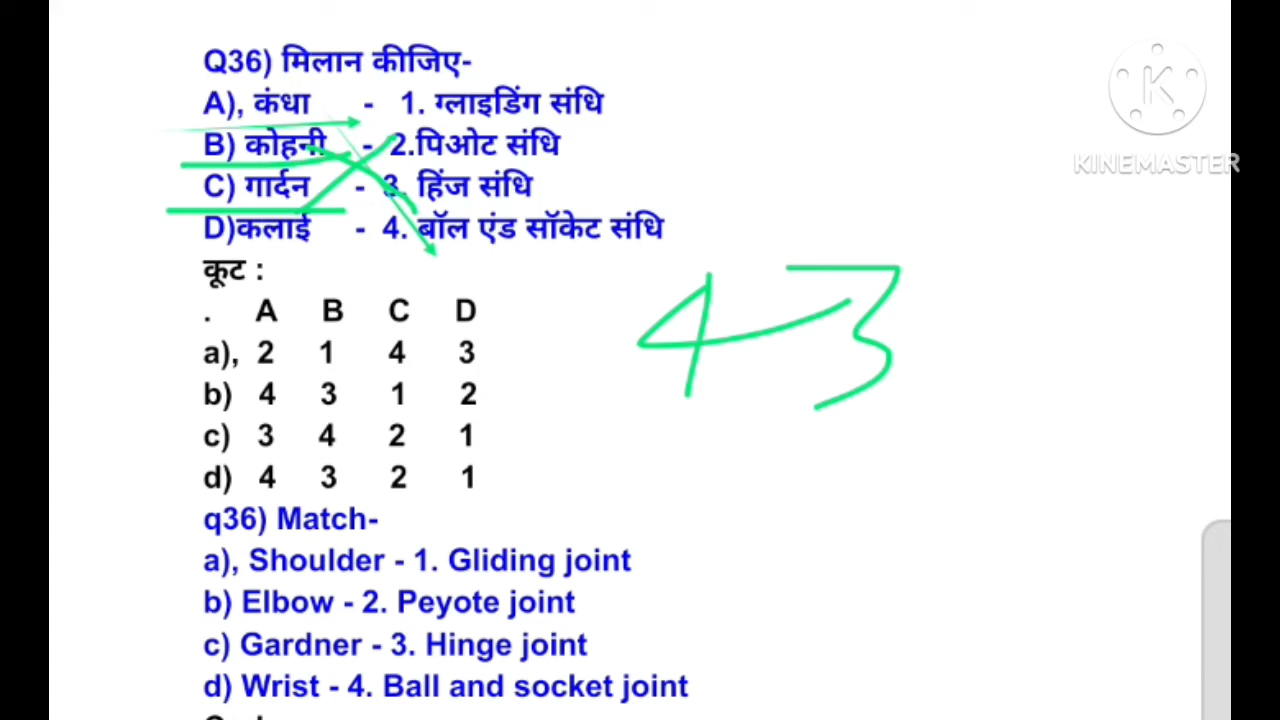 Q36) मिलान कीजिए-
A), कंधा - 1. ग्लाइडिंग संधि
B) कोहनी - 2.पिओट संधि
C) गार्दन - 3. हिंज संधि
D)कलाई - 4. बॉल एंड सॉकेट संधि
कूट :
. A B C D
a), 2 1 4 3
b) 4 3 1 2
c) 3 4 2 1
d) 4 3 2 1
q36) Match-
a), Shoulder - 1. Gliding joint
b) Elbow - 2. Peyote joint
c) Gardner - 3. Hinge joint
d) Wrist - 4. Ball and socket joint
4 3
K
KINEMASTER